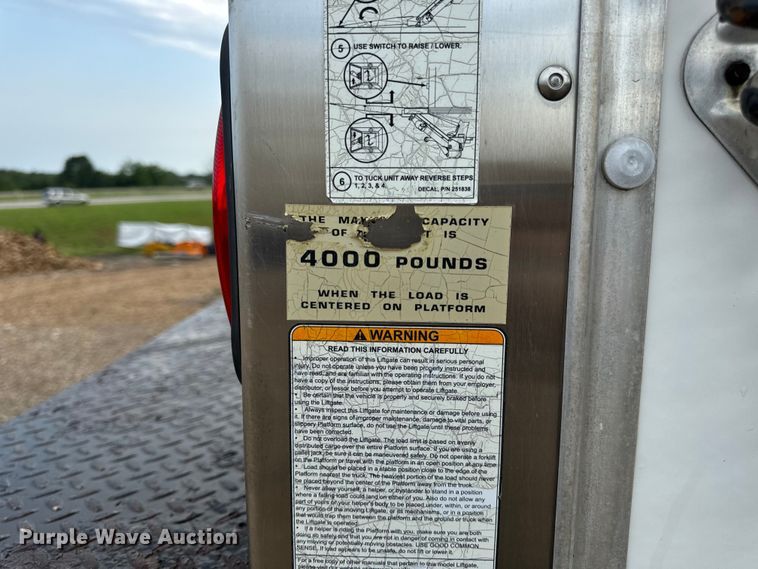 5 USE SWITCH TO RAISE / LOWER.
6 TO TUCK UNIT AWAY REVERSE STEPS
1, 2, 3, & 4.
DECAL, P/N 251838
THE CAPACITY
OF IS
4000 POUNDS
WHEN THE LOAD IS
CENTERED ON PLATFORM
WARNING
READ THIS INFORMATION CAREFULLY
• Improper operation of this Liftgate can result in serious personal
injury. Do not operate unless you have been properly instructed and
have read, and are familiar with the operating instructions. If you do not
have a copy of the instructions, please obtain them from your employer,
distributor, or lessor before you attempt to operate Liftgate.
• Be certain that the vehicle is properly and securely braked before
using the Liftgate.
• Always inspect this Liftgate for maintenance or damage before using
it. If there are signs of improper maintenance, damage to vital parts, or
slippery Platform surface, do not use the Liftgate until these problems
have been corrected.
• Do not overload the Liftgate. The load limit is based on evenly
distributed cargo over the entire Platform surface. If you are using a
pallet jack, be sure it can be maneuvered safely. Do not operate a forklift
on the Platform or travel with the platform in an open position at any time
• Load should be placed in a stable position close to the edge of the
Platform nearest the truck. The heaviest portion of the load should never
be placed beyond the center of the Platform away from the truck.
• Never allow yourself, a helper, or bystander to stand in a position
where a falling load could land on either of you. Also do not allow any
part of yours or your helper's body to be placed under, within, or around
any portion of the moving Liftgate, or its mechanisms, or in a position
that would trap them between the platform and the ground or truck when
the Liftgate is operated.
• If a helper is riding the Platform with you, make sure you are both
doing so safely and that you are not in danger of coming in contact with
any moving or potentially moving obstacles. USE GOOD COMMON
SENSE. If load appears to be unsafe, do not lift or lower it.
For a free copy of other manuals that pertain to this model Liftgate,
Purple Wave Auction